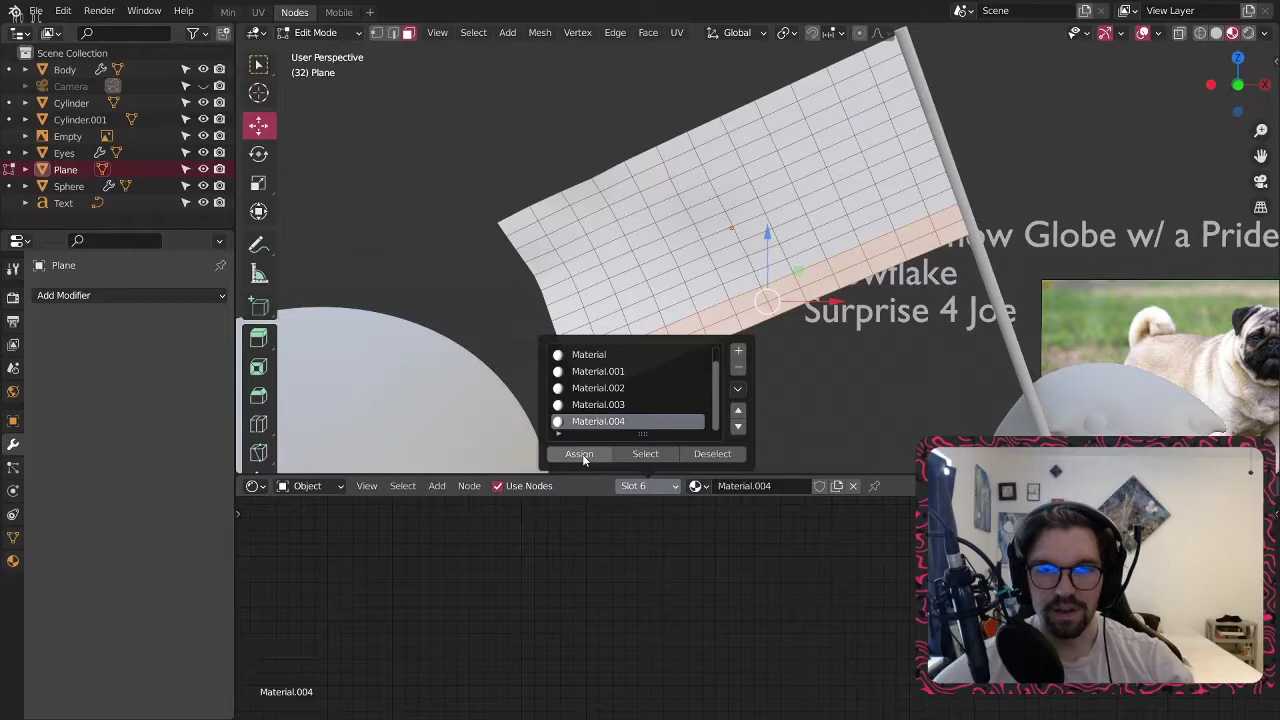 File Edit Render Window Help Min UV Nodes Mobile + Scene View Layer
Edit Mode View Select Add Mesh Vertex Edge Face UV Global
Scene Collection
Body
Camera
Cylinder
Cylinder.001
Empty
Eyes
Plane
Sphere
Text
User Perspective
(32) Plane
Z
X
Plane
Add Modifier
ow Globe w/ a Pride
wflake
Surprise 4 Joe
Material
Material.001
Material.002
Material.003
Material.004
Assign Select Deselect
Object View Select Add Node Use Nodes Slot 6 Material.004
Material.004